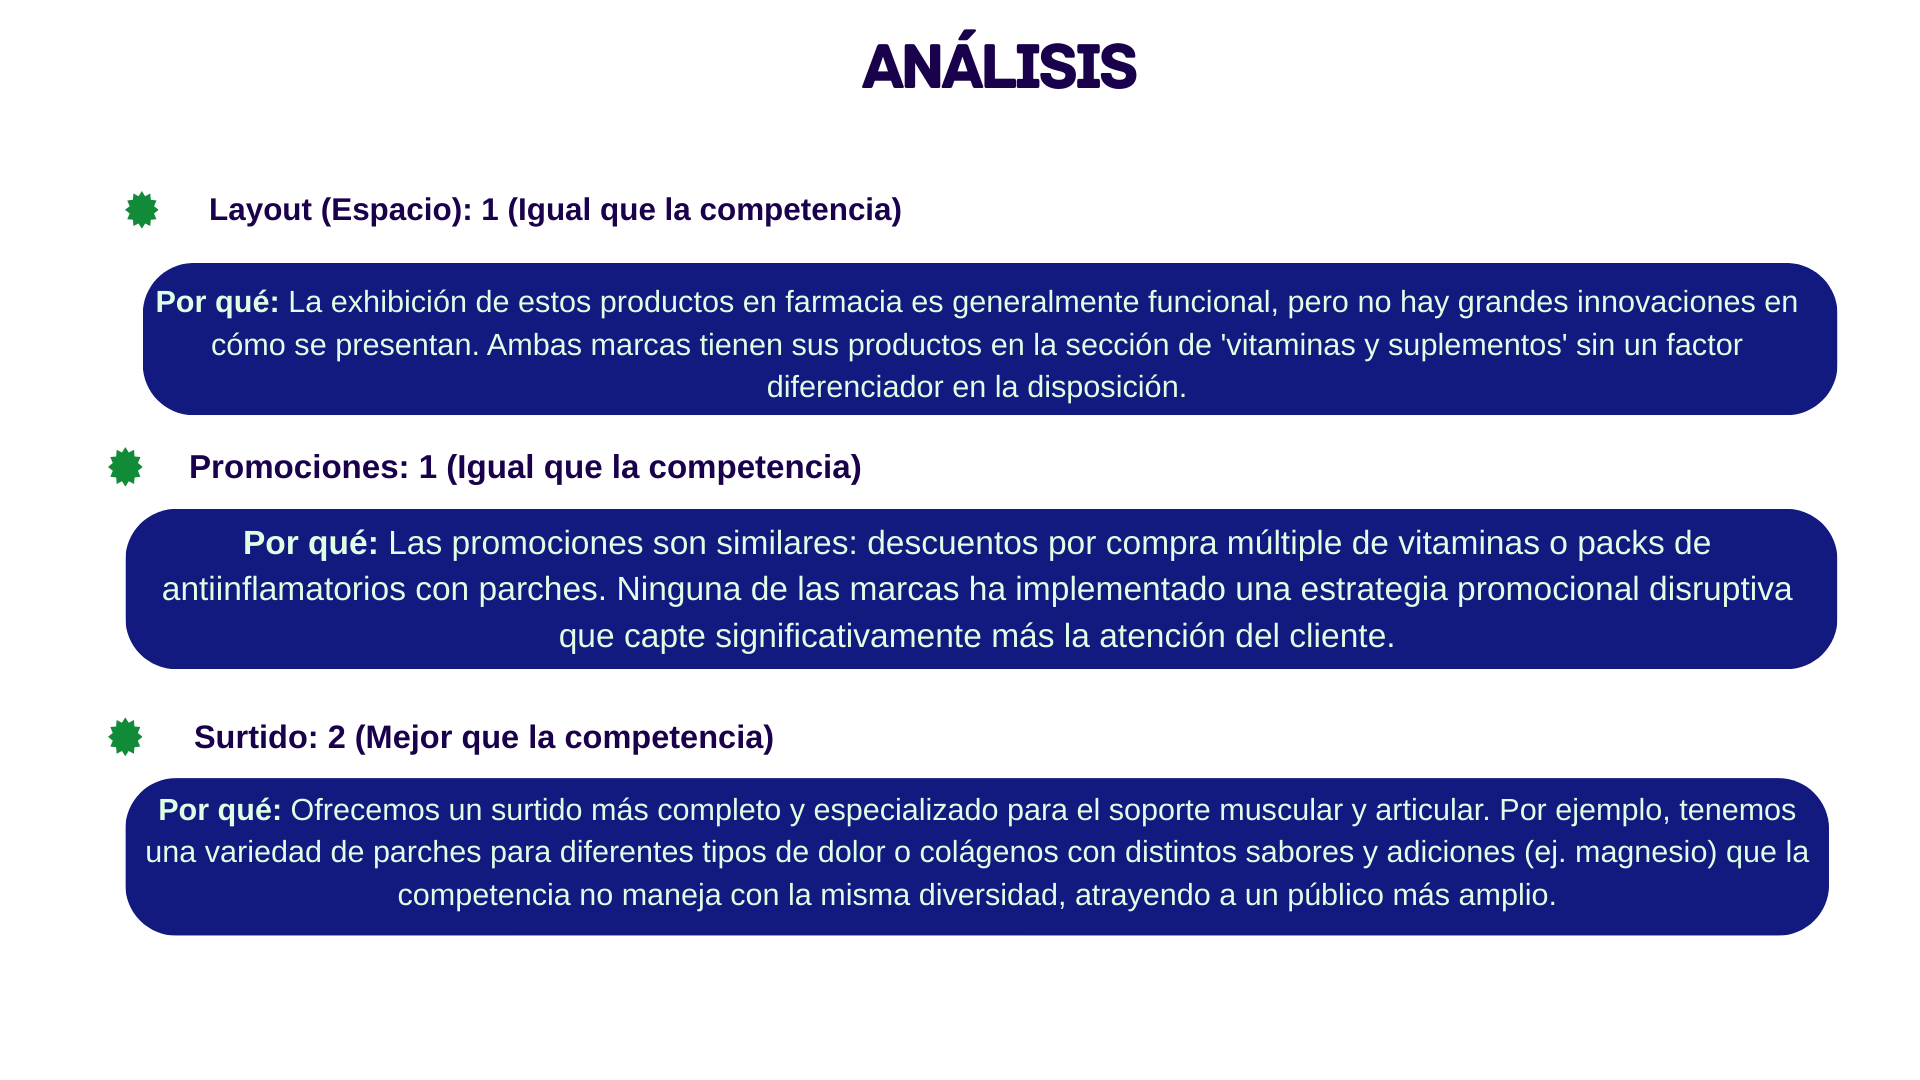 ANÁLISIS
Layout (Espacio): 1 (Igual que la competencia)
Por qué: La exhibición de estos productos en farmacia es generalmente funcional, pero no hay grandes innovaciones en
cómo se presentan. Ambas marcas tienen sus productos en la sección de 'vitaminas y suplementos' sin un factor
diferenciador en la disposición.
Promociones: 1 (Igual que la competencia)
Por qué: Las promociones son similares: descuentos por compra múltiple de vitaminas o packs de
antiinflamatorios con parches. Ninguna de las marcas ha implementado una estrategia promocional disruptiva
que capte significativamente más la atención del cliente.
Surtido: 2 (Mejor que la competencia)
Por qué: Ofrecemos un surtido más completo y especializado para el soporte muscular y articular. Por ejemplo, tenemos
una variedad de parches para diferentes tipos de dolor o colágenos con distintos sabores y adiciones (ej. magnesio) que la
competencia no maneja con la misma diversidad, atrayendo a un público más amplio.